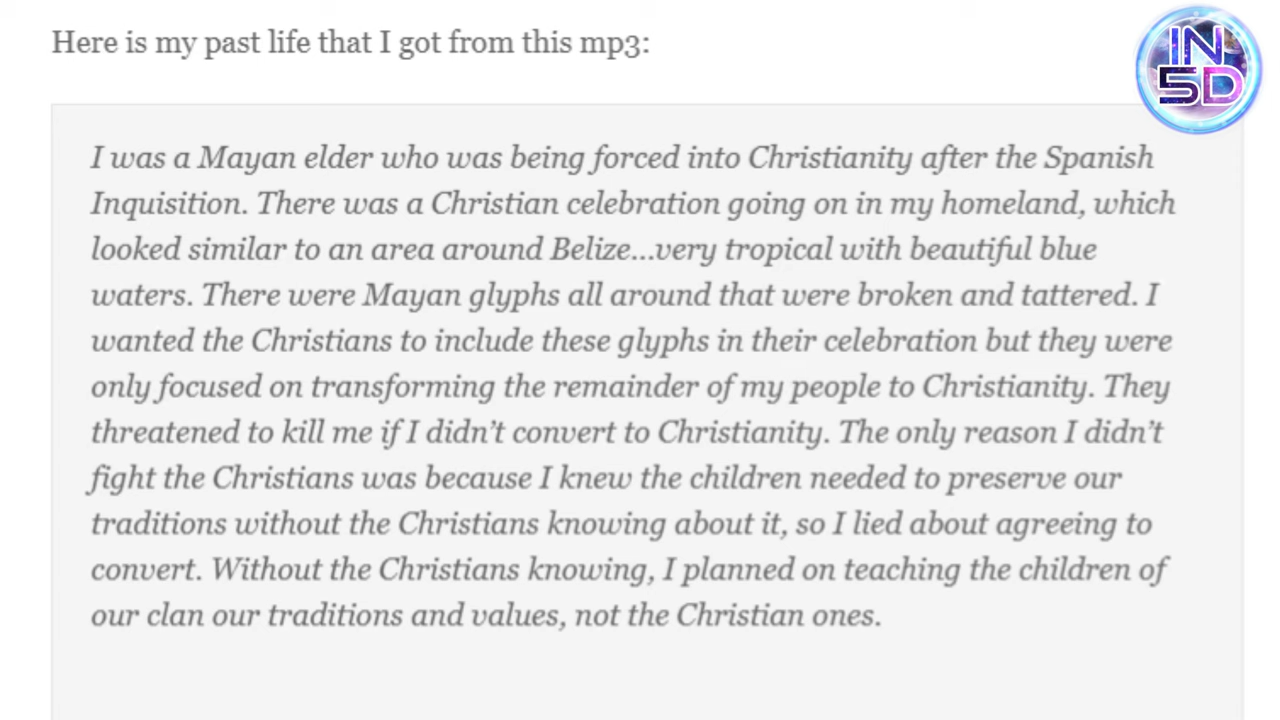 Here is my past life that I got from this mp3:
IN
5D
I was a Mayan elder who was being forced into Christianity after the Spanish
Inquisition. There was a Christian celebration going on in my homeland, which
looked similar to an area around Belize...very tropical with beautiful blue
waters. There were Mayan glyphs all around that were broken and tattered. I
wanted the Christians to include these glyphs in their celebration but they were
only focused on transforming the remainder of my people to Christianity. They
threatened to kill me if I didn’t convert to Christianity. The only reason I didn’t
fight the Christians was because I knew the children needed to preserve our
traditions without the Christians knowing about it, so I lied about agreeing to
convert. Without the Christians knowing, I planned on teaching the children of
our clan our traditions and values, not the Christian ones.